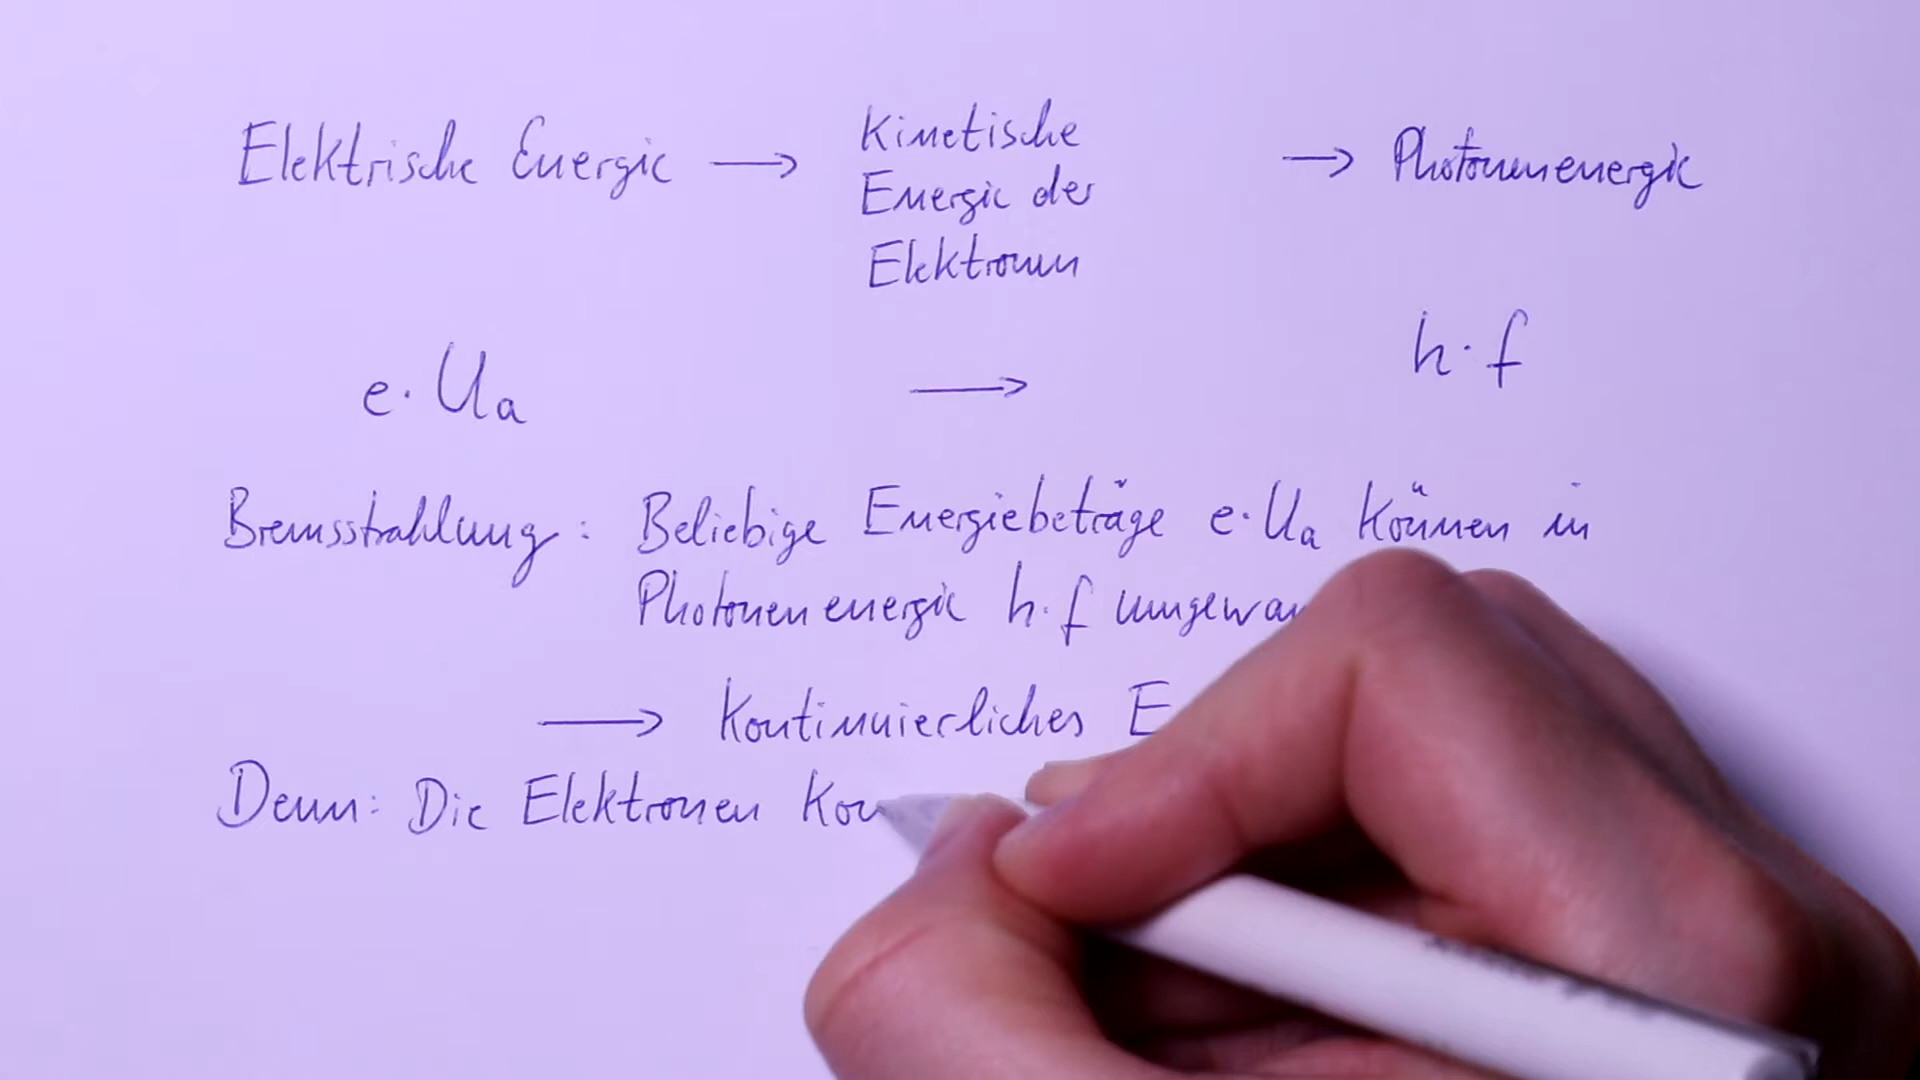 Elektrische Energie → Kinetische Energie der Elektronen → Photonenenergie
e · Ua → h · f
Bremsstrahlung: Beliebige Energiebeträge e·Ua können in
Photonenenergie h·f
→ Kontinuierliches
Denn: Die Elektronen